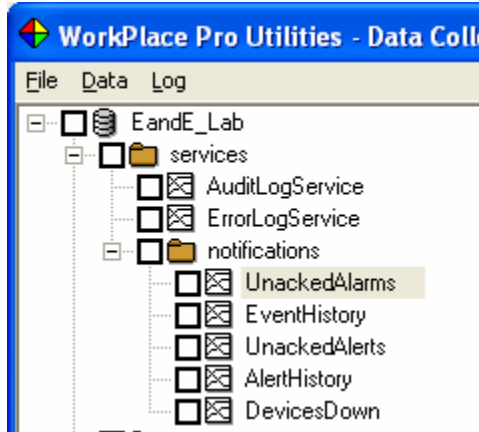 WorkPlace Pro Utilities - Data Coll
File Data Log
EandE_Lab
services
AuditLogService
ErrorLogService
notifications
UnackedAlarms
EventHistory
UnackedAlerts
AlertHistory
DevicesDown